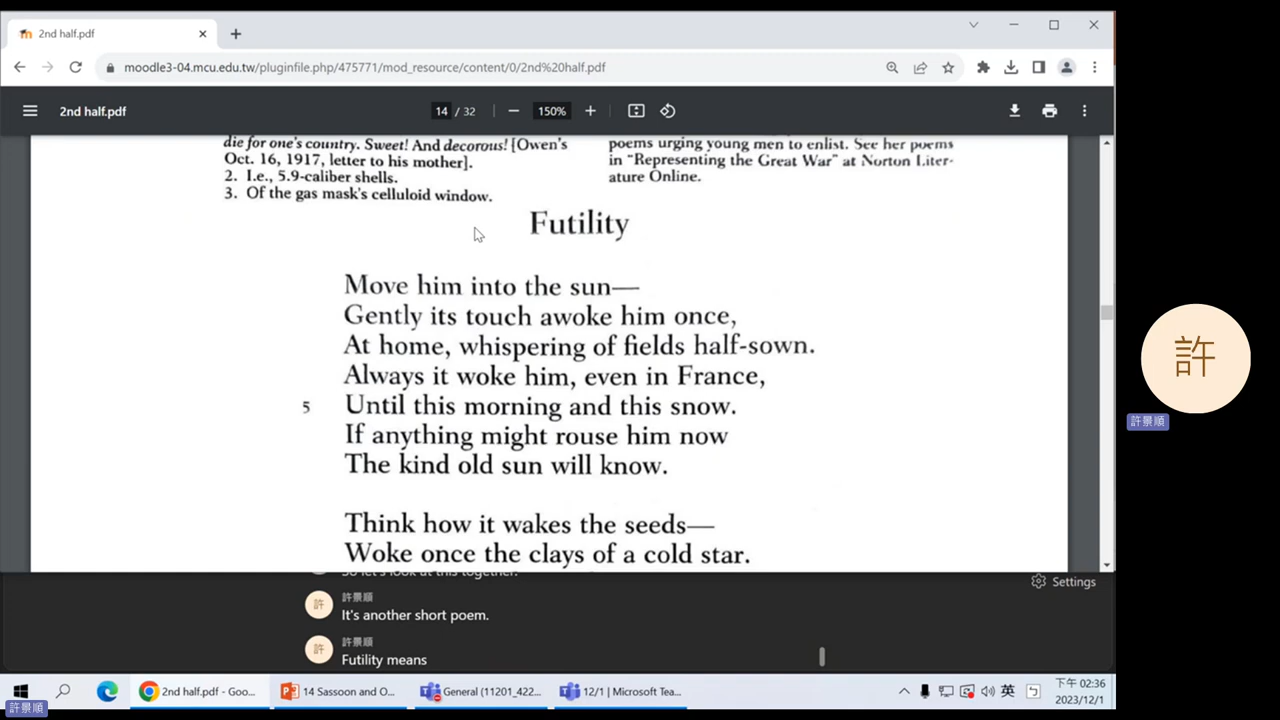 2nd half.pdf
moodle3-04.mcu.edu.tw/pluginfile.php/475771/mod_resource/content/0/2nd%20half.pdf
2nd half.pdf
14 / 32
150%
die for one's country. Sweet! And decorous! [Owen's
Oct. 16, 1917, letter to his mother].
2. I.e., 5.9-caliber shells.
3. Of the gas mask's celluloid window.
poems urging young men to enlist. See her poems
in "Representing the Great War" at Norton Liter-
ature Online.
Futility
Move him into the sun—
Gently its touch awoke him once,
At home, whispering of fields half-sown.
Always it woke him, even in France,
5 Until this morning and this snow.
If anything might rouse him now
The kind old sun will know.
Think how it wakes the seeds—
Woke once the clays of a cold star.
So let's look at this together.
Settings
許 許景順
It's another short poem.
許 許景順
Futility means
許
許景順
2nd half.pdf - Goo...
14 Sassoon and O...
General (11201_422...
12/1 | Microsoft Tea...
英
下午 02:36
2023/12/1
許景順